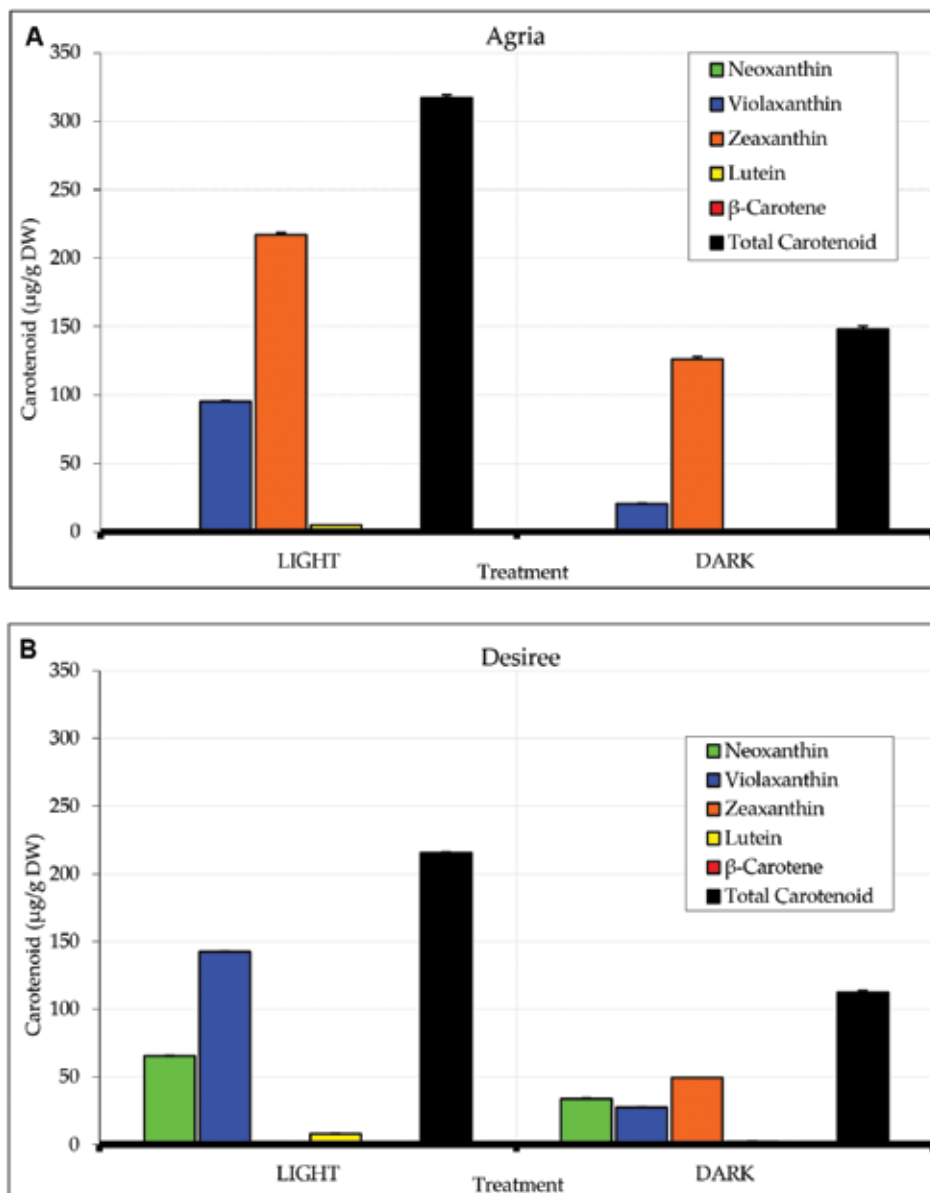 A
Agria
350
300
250
200
150
100
50
0
Carotenoid (µg/g DW)
Neoxanthin
Violaxanthin
Zeaxanthin
Lutein
β-Carotene
Total Carotenoid
LIGHT
DARK
Treatment
B
Desiree
350
300
250
200
150
100
50
0
Carotenoid (µg/g DW)
Neoxanthin
Violaxanthin
Zeaxanthin
Lutein
β-Carotene
Total Carotenoid
LIGHT
DARK
Treatment